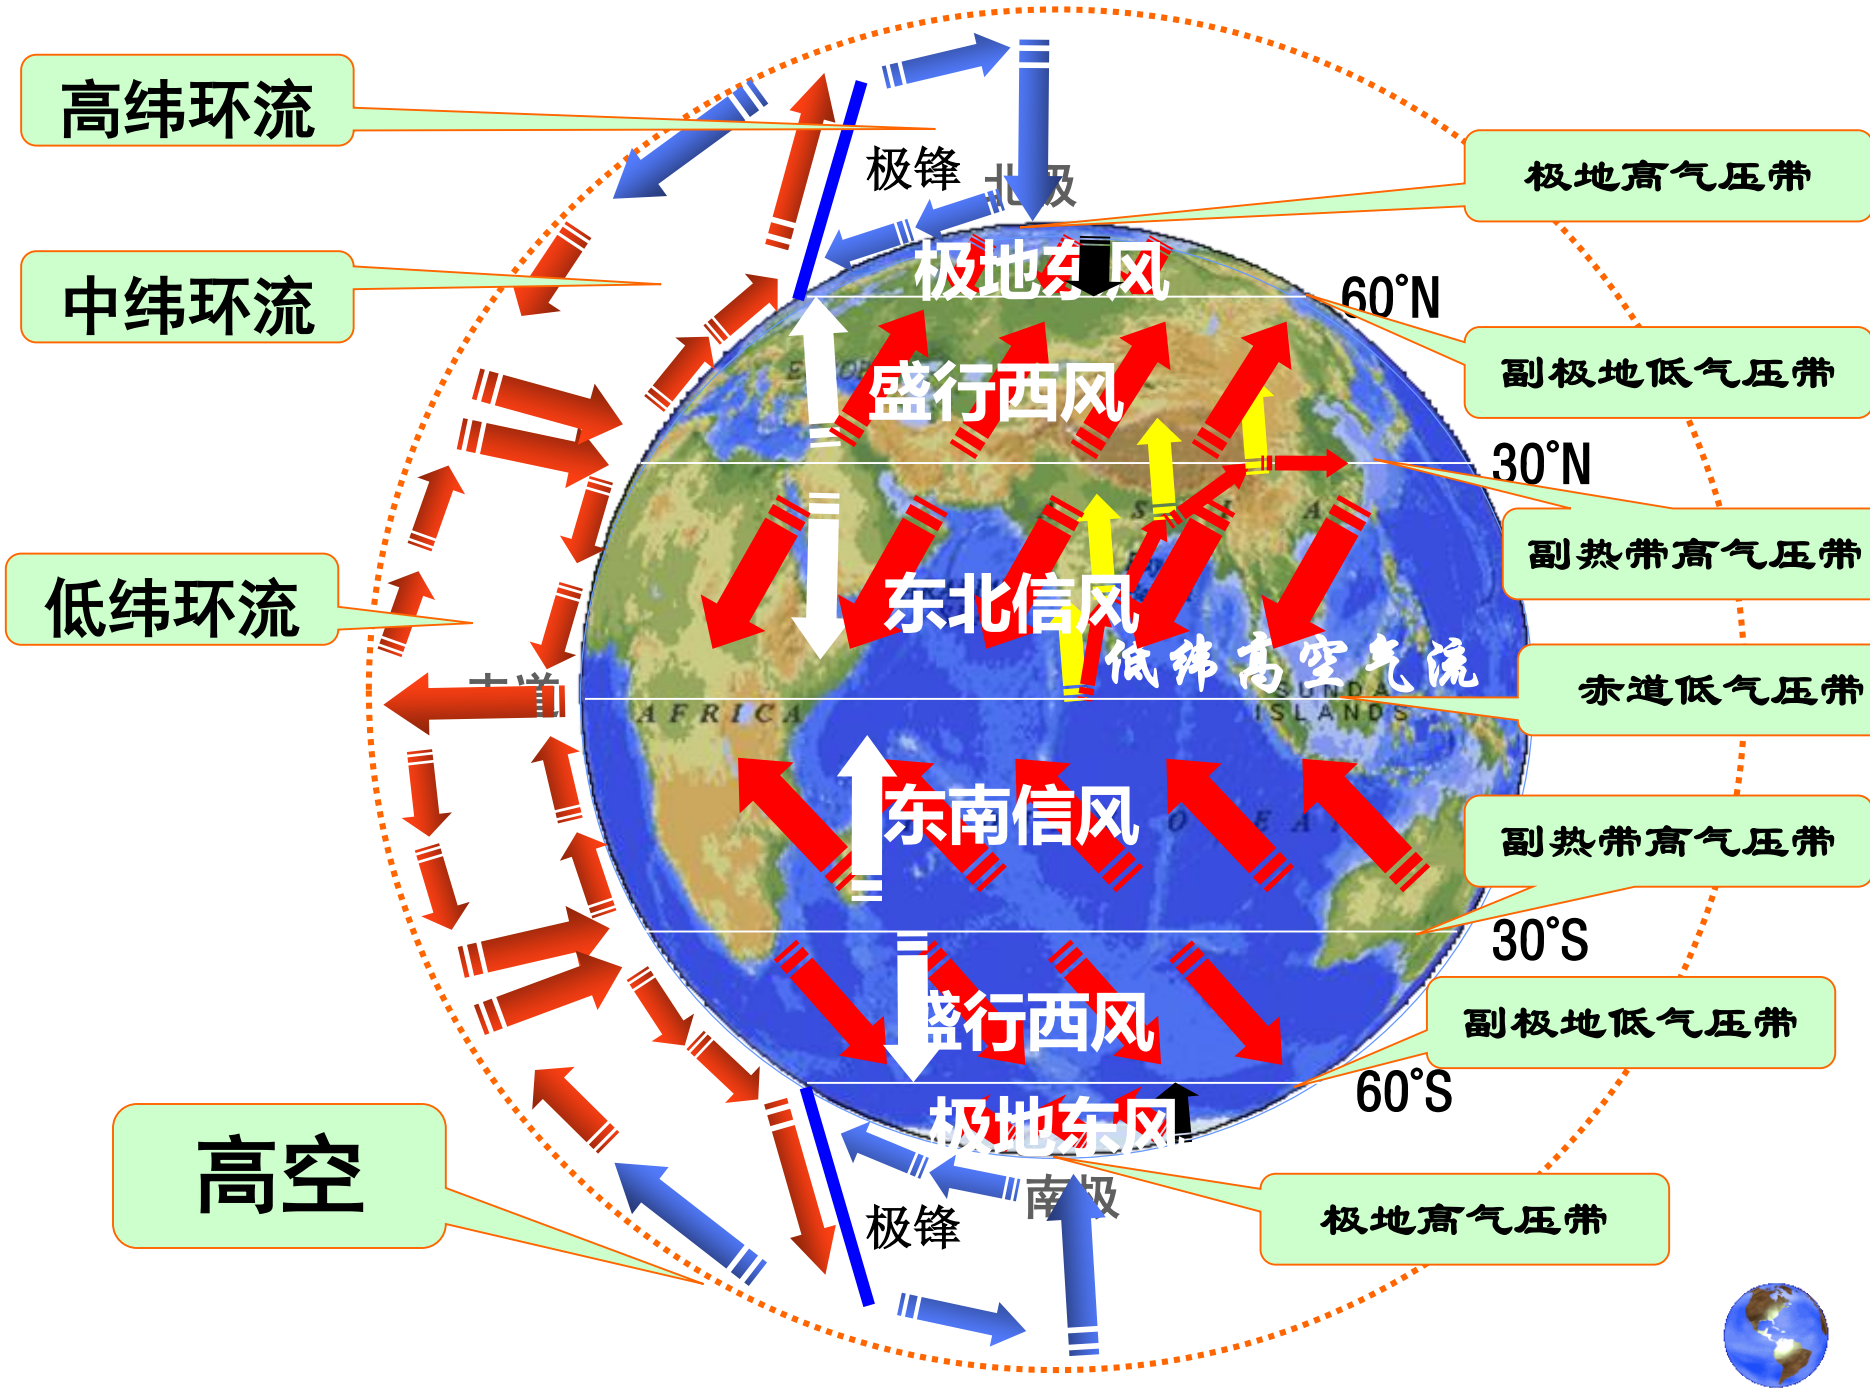 高纬环流
极锋
北极
极地高气压带
极地东风
中纬环流
60°N
盛行西风
副极地低气压带
30°N
A S I A
副热带高气压带
低纬环流
东北信风
低纬高空气流
赤道
赤道低气压带
AFRICA
SUNDA
ISLANDS
东南信风
副热带高气压带
30°S
盛行西风
副极地低气压带
60°S
极地东风
高空
南极
极锋
极地高气压带